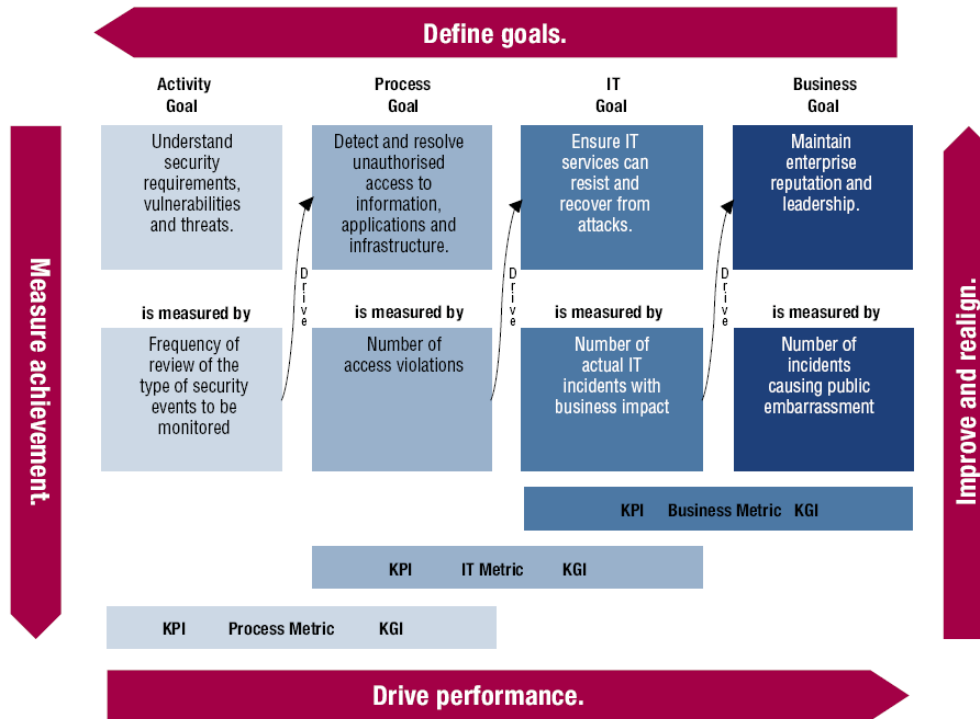 Define goals.
Activity
Goal
Process
Goal
IT
Goal
Business
Goal
Understand
security
requirements,
vulnerabilities
and threats.
Detect and resolve
unauthorised
access to
information,
applications and
infrastructure.
Ensure IT
services can
resist and
recover from
attacks.
Maintain
enterprise
reputation and
leadership.
Drive
Drive
Drive
is measured by
is measured by
is measured by
is measured by
Frequency of
review of the
type of security
events to be
monitored
Number of
access violations
Number of
actual IT
incidents with
business impact
Number of
incidents
causing public
embarrassment
KPI Business Metric KGI
KPI IT Metric KGI
KPI Process Metric KGI
Measure achievement.
Improve and realign.
Drive performance.